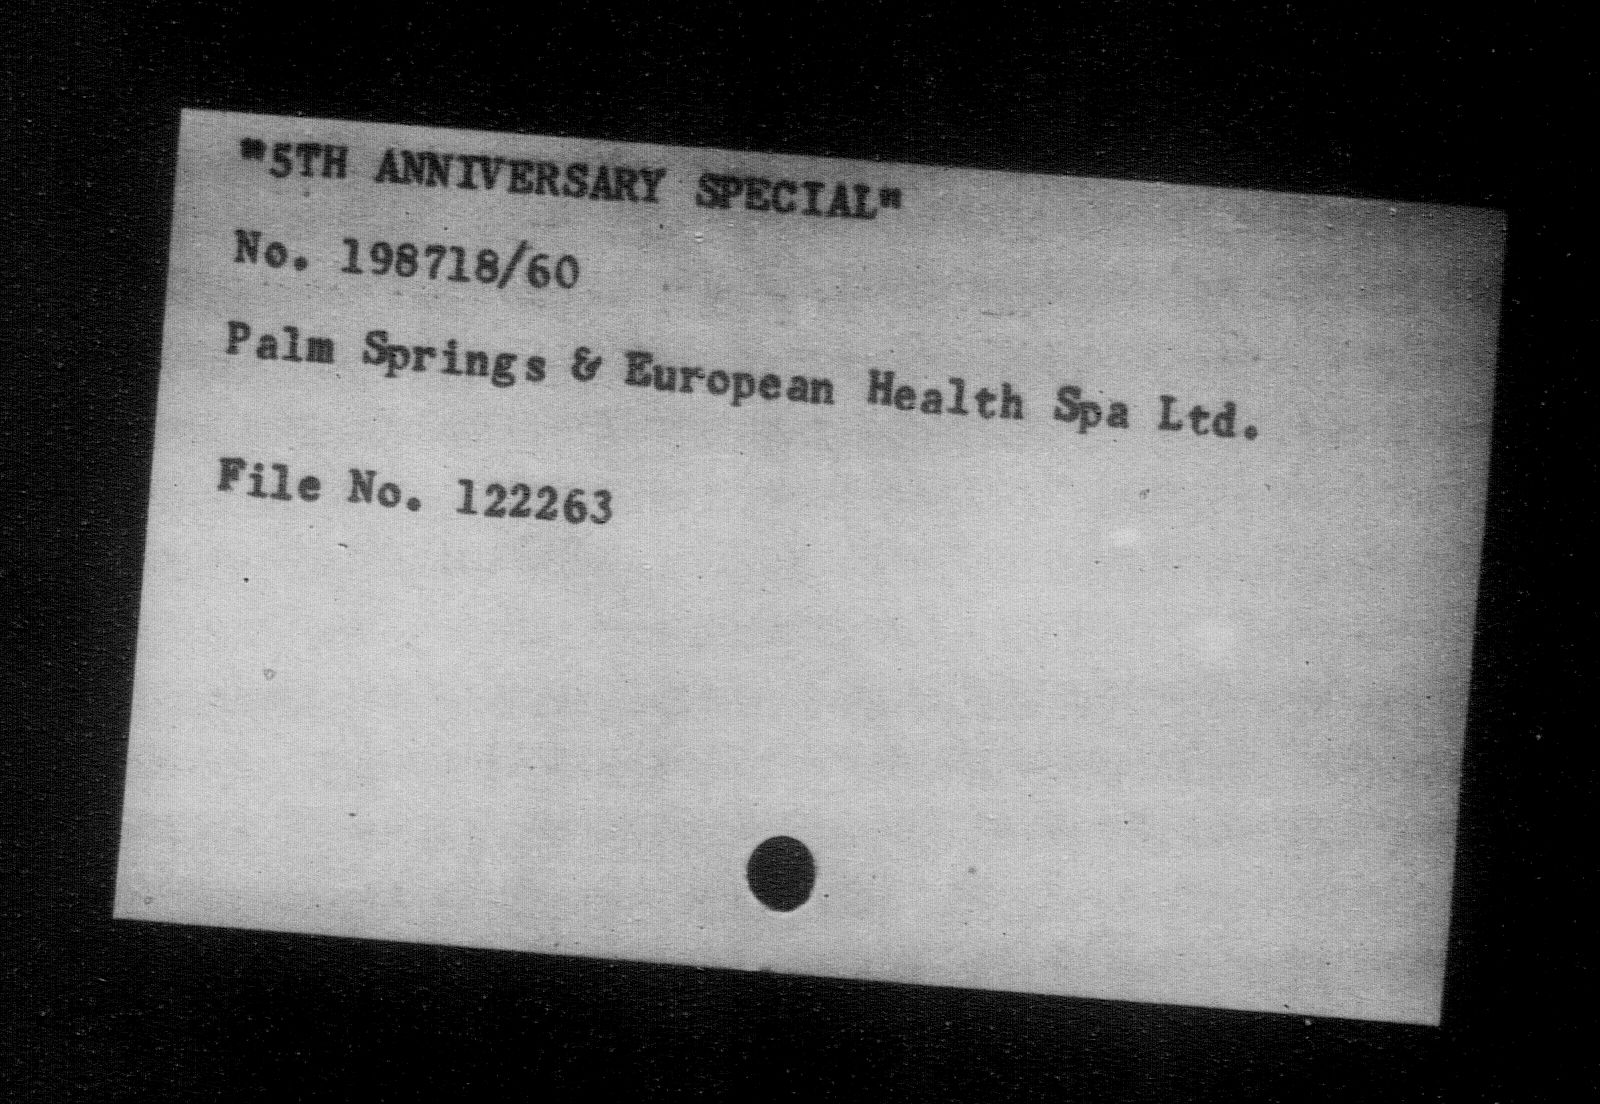 "5TH ANNIVERSARY SPECIAL"
No. 198718/60
Palm Springs & European Health Spa Ltd.
File No. 122263